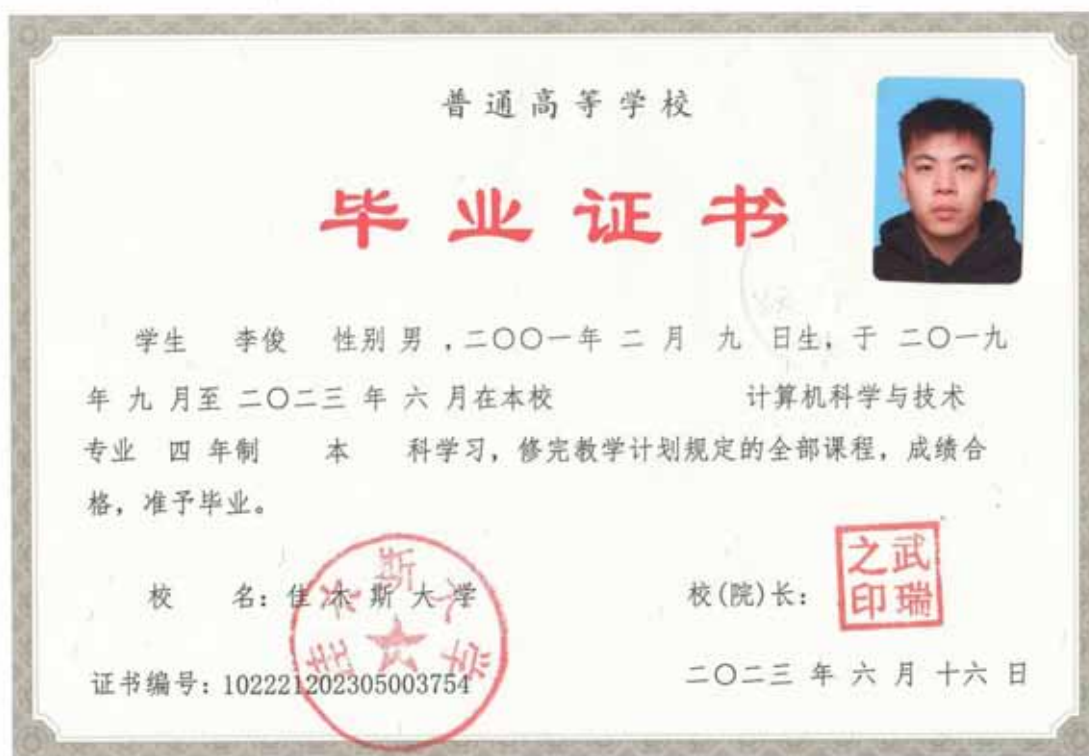 普通高等学校
毕业证书
学生 李俊 性别 男 ,二〇〇一年 二 月 九 日生, 于 二〇一九
年 九 月至 二〇二三 年 六 月在本校 计算机科学与技术
专业 四 年制 本 科学习, 修完教学计划规定的全部课程, 成绩合
格, 准予毕业。
校 名: 佳木斯大学
佳木斯大学
校(院)长:
武瑞之印
证书编号: 102221202305003754
二〇二三 年 六 月 十六 日